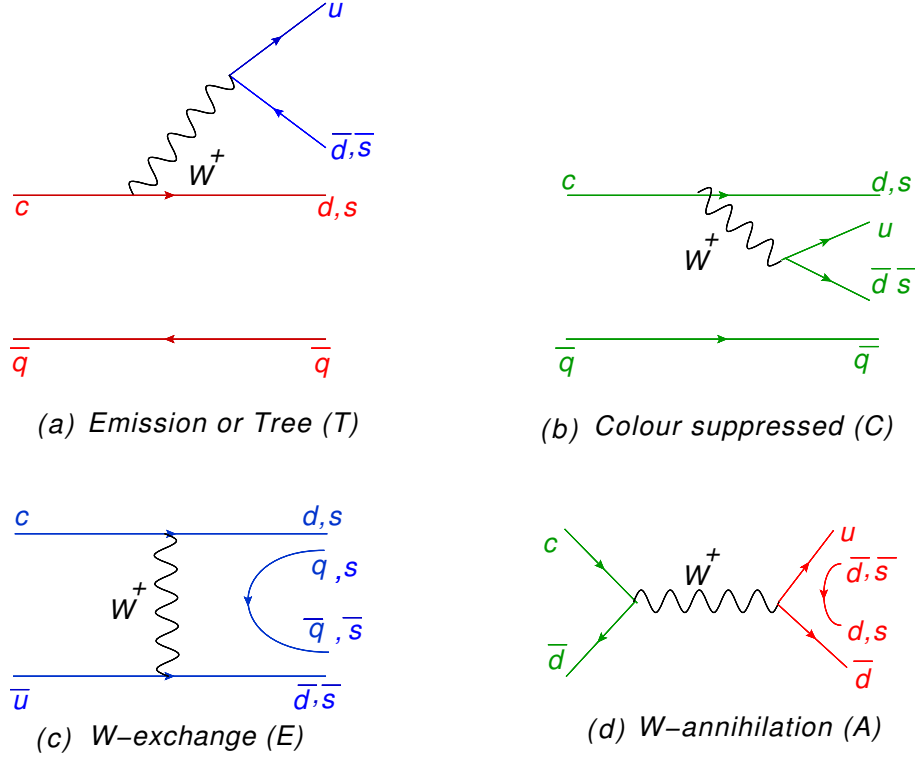 u
d̅,s̅
W⁺
c
d,s
q̅
q̅
(a) Emission or Tree (T)
c
d,s
u
W⁺
d̅ s̅
q̅
q̅
(b) Colour suppressed (C)
c
d,s
q ,s
W⁺
q̅ ,s̅
u̅
d̅,s̅
(c) W−exchange (E)
c
u
W⁺
d̅,s̅
d,s
d̅
d̅
(d) W−annihilation (A)